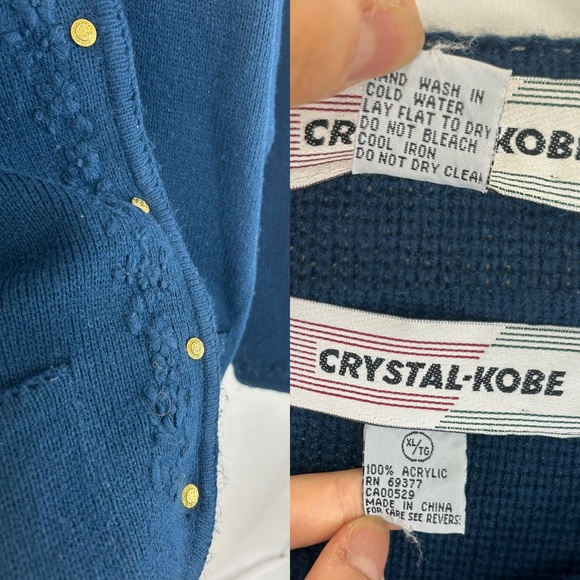 HAND WASH IN
COLD WATER
LAY FLAT TO DRY
DO NOT BLEACH
COOL IRON
DO NOT DRY CLEAN
CR KOBE
CRYSTAL-KOBE
XL/TG
100% ACRYLIC
RN 69377
CA00529
MADE IN CHINA
FOR CARE SEE REVERSE